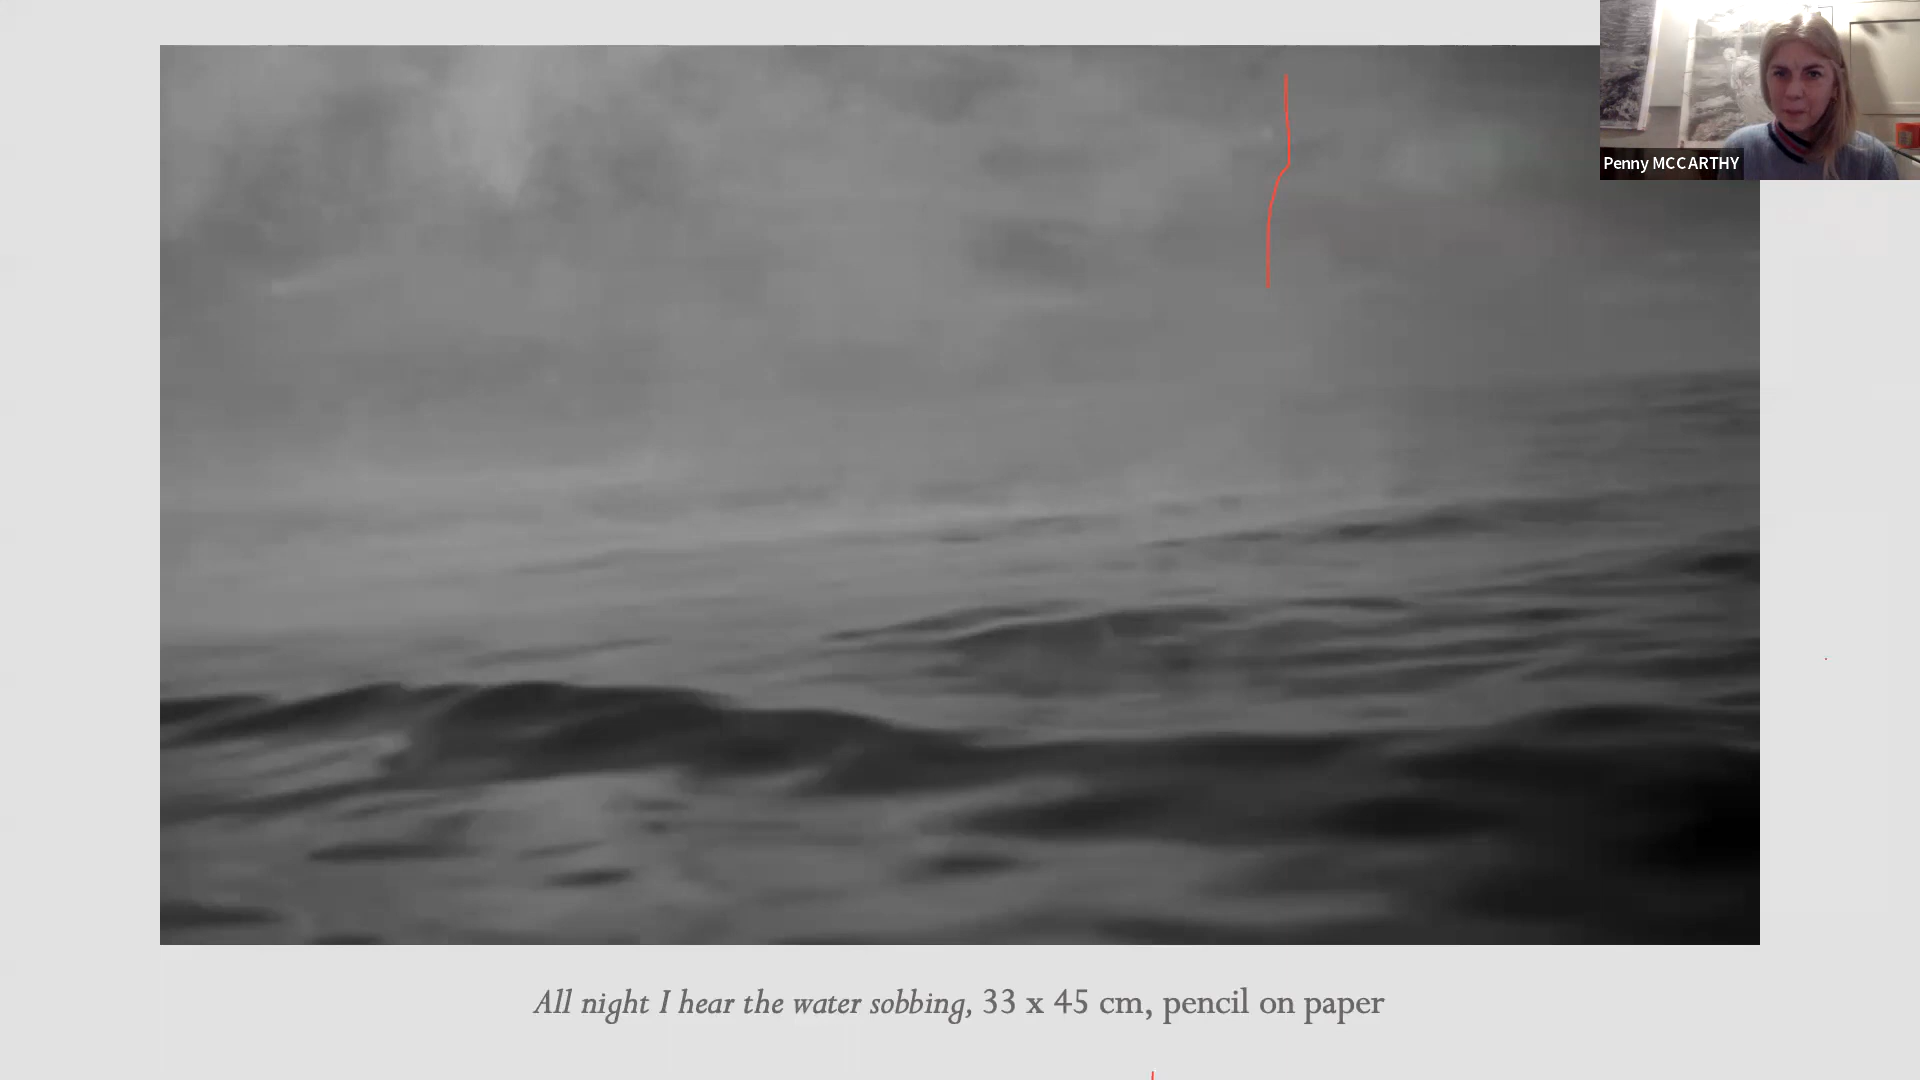 Penny MCCARTHY
All night I hear the water sobbing, 33 x 45 cm, pencil on paper